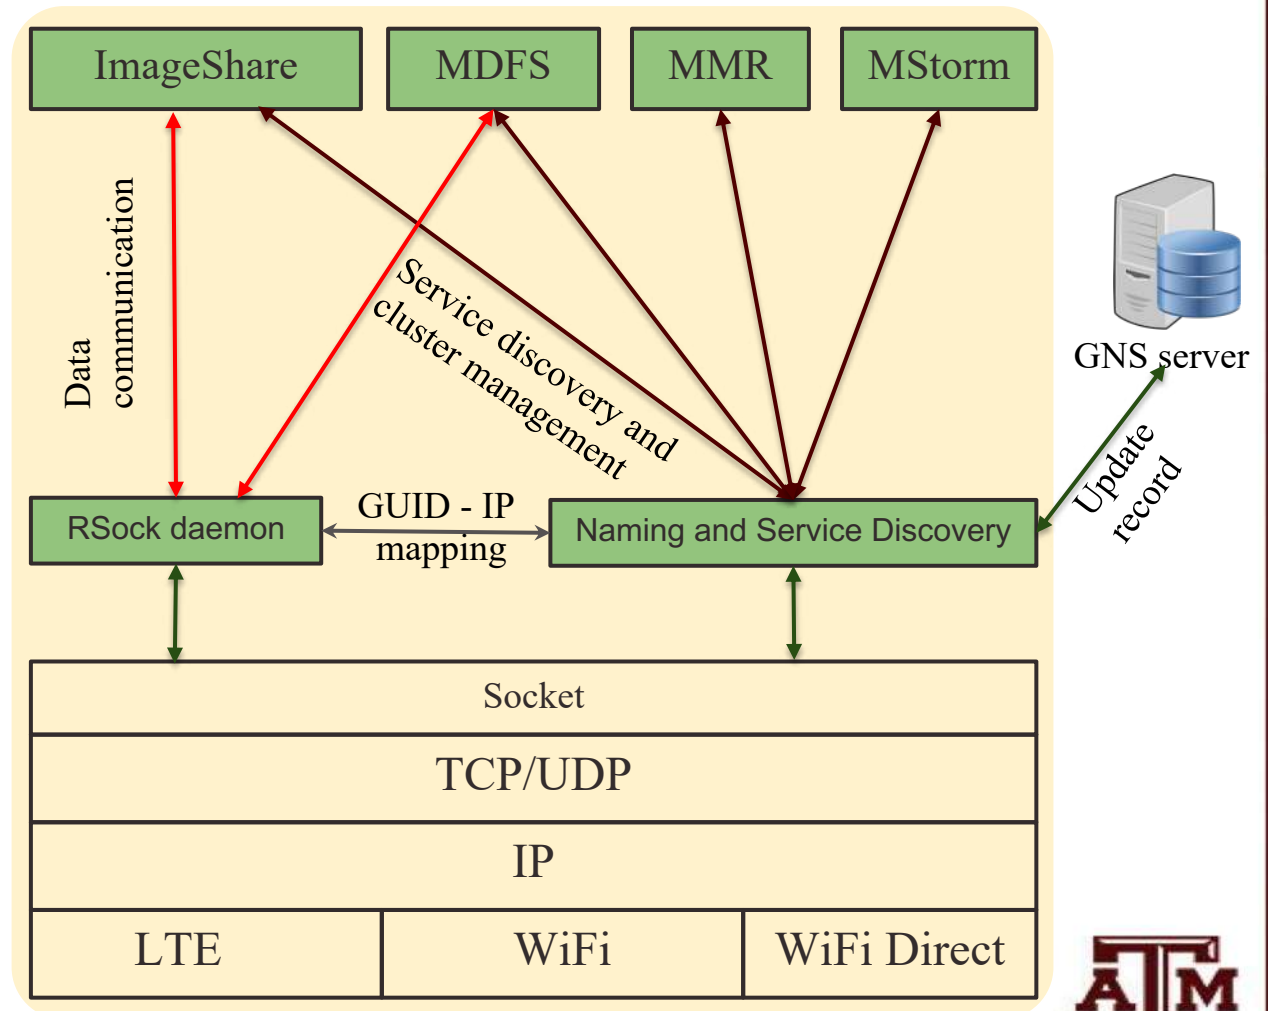 ImageShare
MDFS
MMR
MStorm
Data
communication
Service discovery and
cluster management
GNS server
Update
record
RSock daemon
GUID - IP
mapping
Naming and Service Discovery
Socket
TCP/UDP
IP
LTE
WiFi
WiFi Direct
ATM